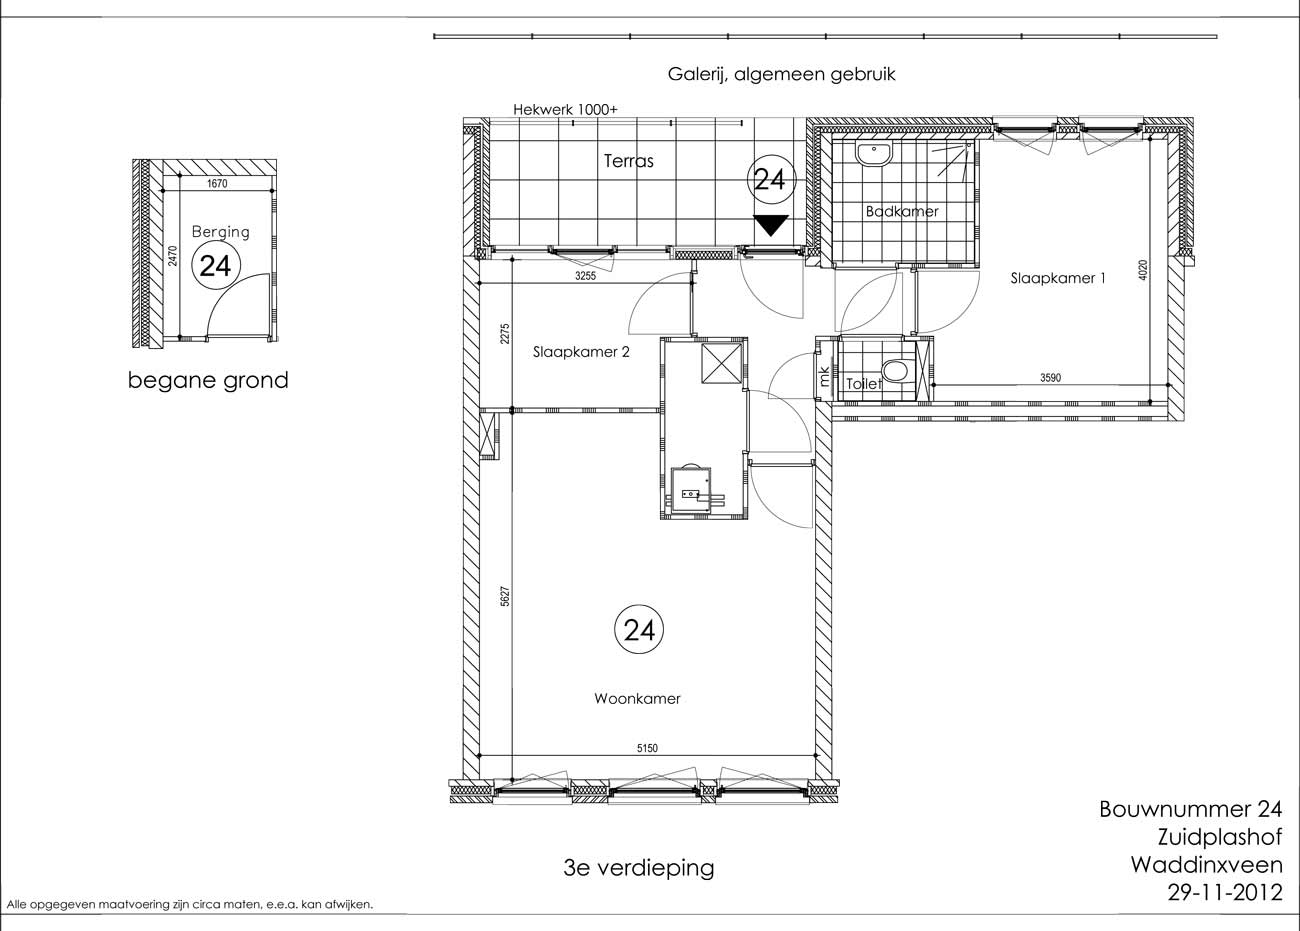 Galerij, algemeen gebruik
Hekwerk 1000+
Terras
24
Badkamer
Slaapkamer 1
4020
3590
3255
2275
Slaapkamer 2
mk
Toilet
5627
24
Woonkamer
5150
1670
Berging
2470
24
begane grond
3e verdieping
Bouwnummer 24
Zuidplashof
Waddinxveen
29-11-2012
Alle opgegeven maatvoering zijn circa maten, e.e.a. kan afwijken.